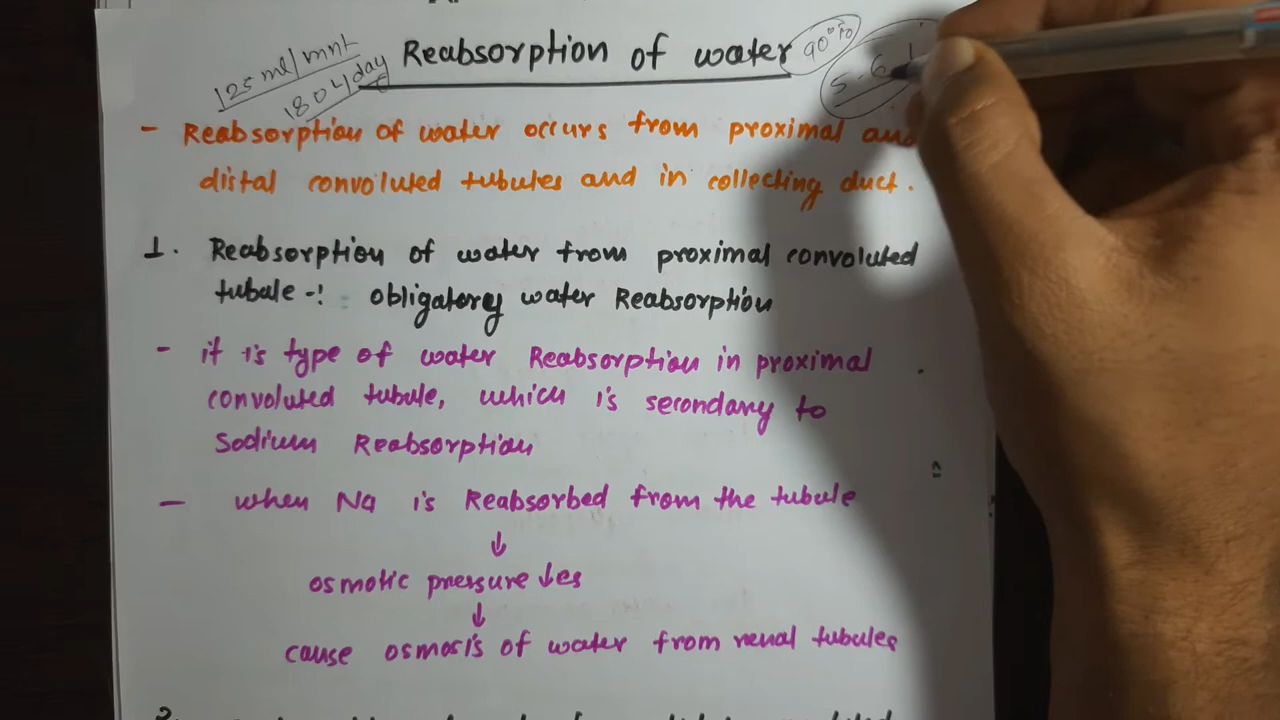 125 ml/mnt
180 L/day
Reabsorption of water
90%
- Reabsorption of water occurs from proximal and
distal convoluted tubules and in collecting duct.
1. Reabsorption of water from proximal convoluted
tubule -: obligatory water Reabsorption
- it is type of water Reabsorption in proximal
convoluted tubule, which is secondary to
Sodium Reabsorption
- when Na is Reabsorbed from the tubule
↓
osmotic pressure ↓es
↓
cause osmosis of water from renal tubules
2.